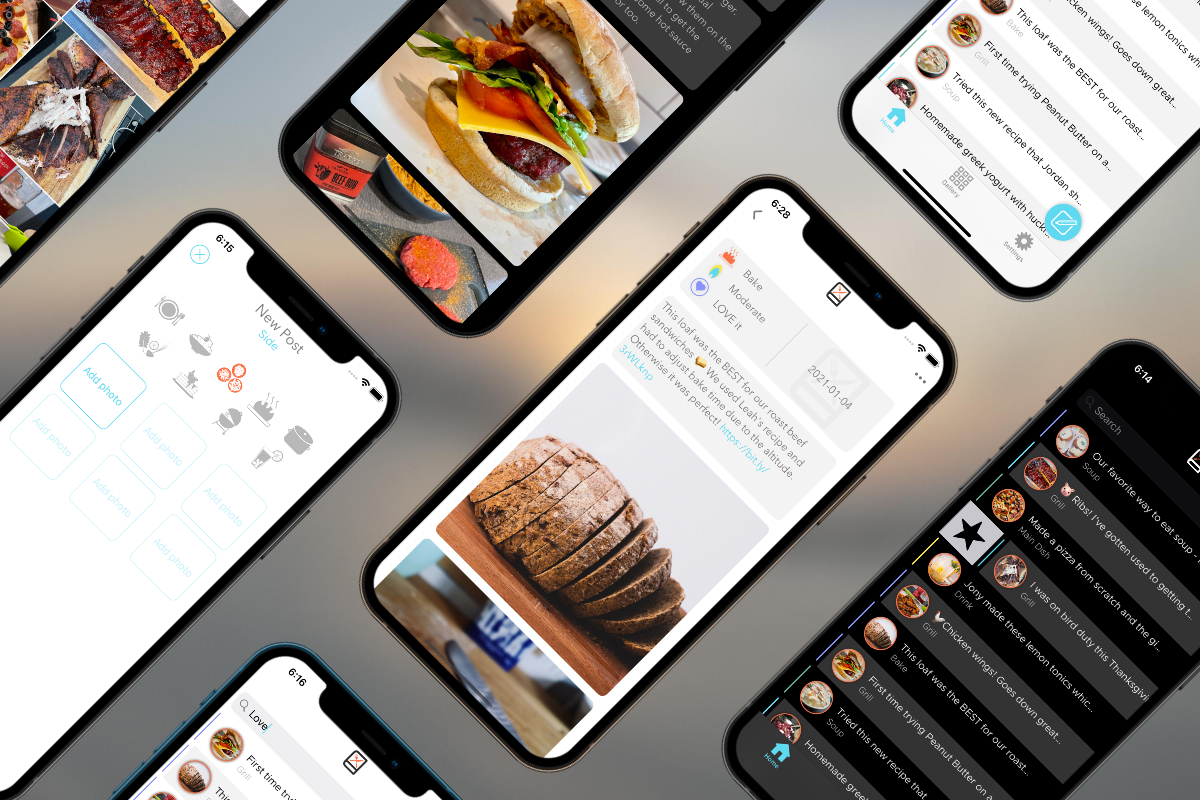 ger.
w them on the
l to get the
ome hot sauce
or too.
BEEF RUB
Bake
chicken wings! Goes down great...
Grill
This loaf was the BEST for our roast...
Soup
First time trying Peanut Butter on a...
Tried this new recipe that Jordan sh...
Homemade greek yogurt with huckl...
se lemon tonics
Home
Gallery
Settings
6:15
New Post
Side
Add photo
Add photo
Add photo
Add photo
Add photo
Add photo
6:28
Bake
Moderate
LOVE it
2021-01-04
This loaf was the BEST for our roast beef
sandwiches 🥪 We used Leah's recipe and
had to adjust bake time due to the altitude.
Otherwise it was perfect! https://bit.ly/
3rWLknp
6:14
Search
Our favorite way to eat soup -
Soup
🐷 Ribs! I've gotten used to getting t...
Grill
Made a pizza from scratch and the gi...
Main Dish
I was on bird duty this Thanksgivi
Grill
Jony made these lemon tonics whic...
Drink
🐓Chicken wings! Goes down great...
Grill
This loaf was the BEST for our roast...
Bake
First time trying Peanut Butter on a...
Grill
Tried this new recipe that
Soup
Homemade gree
Home
6:16
Love
First time tryi
Grill
This